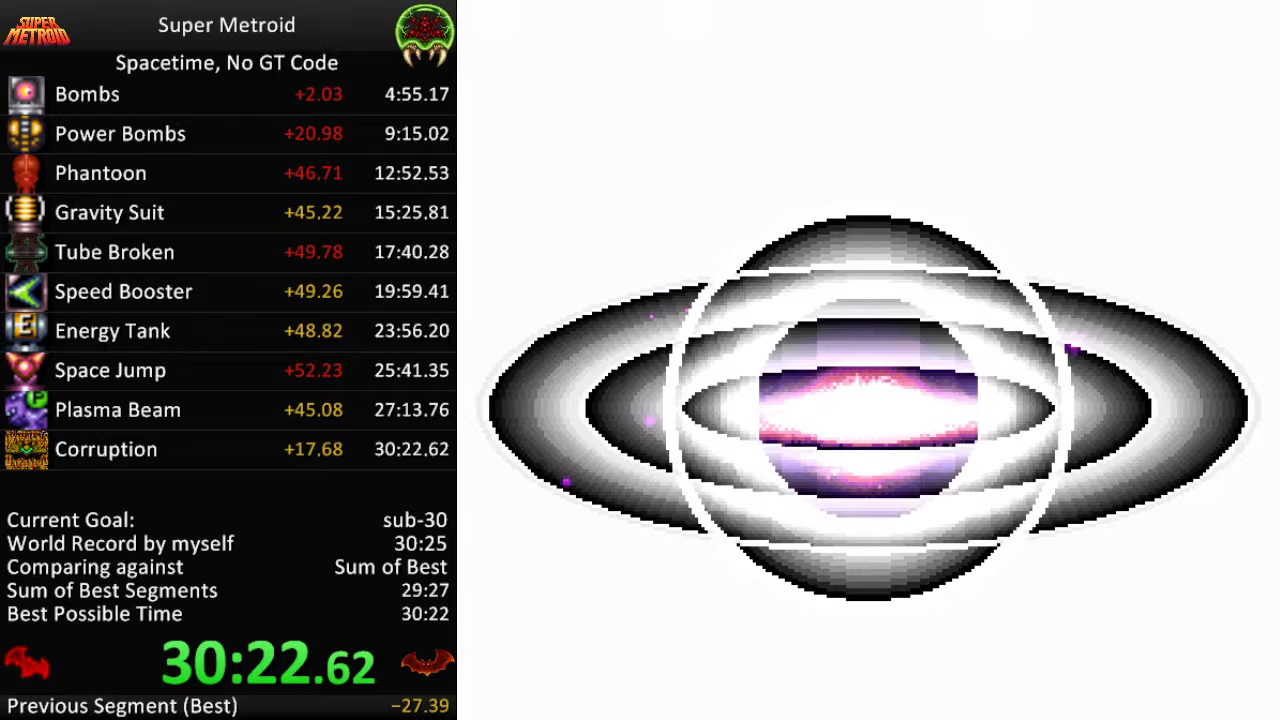 SUPER METROID
Super Metroid
Spacetime, No GT Code
Bombs +2.03 4:55.17
Power Bombs +20.98 9:15.02
Phantoon +46.71 12:52.53
Gravity Suit +45.22 15:25.81
Tube Broken +49.78 17:40.28
Speed Booster +49.26 19:59.41
E Energy Tank +48.82 23:56.20
Space Jump +52.23 25:41.35
P Plasma Beam +45.08 27:13.76
Corruption +17.68 30:22.62
Current Goal: sub-30
World Record by myself 30:25
Comparing against Sum of Best
Sum of Best Segments 29:27
Best Possible Time 30:22
30:22.62
Previous Segment (Best) −27.39